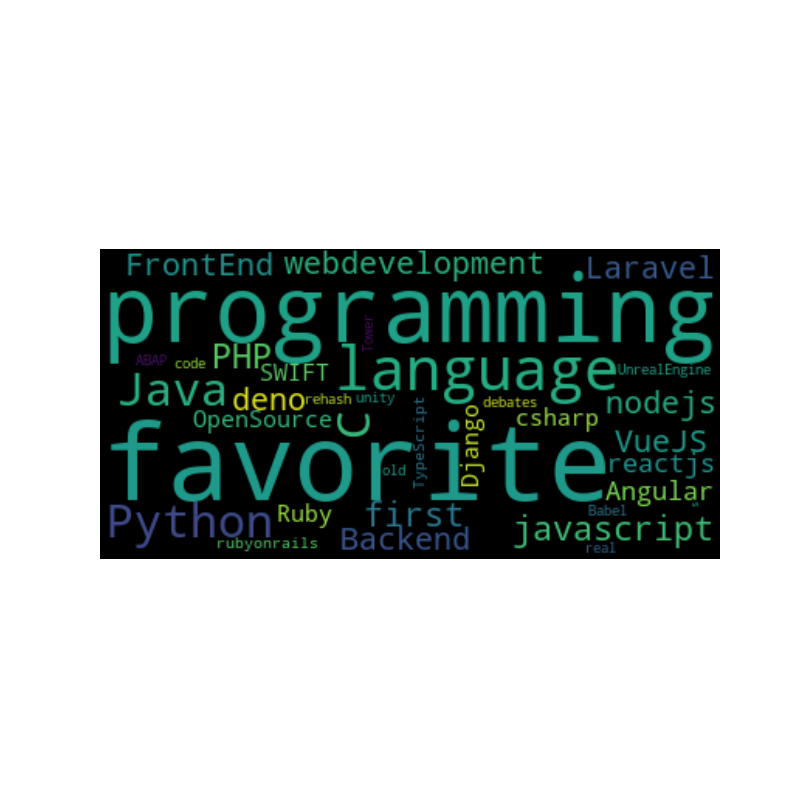 FrontEnd webdevelopment Laravel
programming
Tower
ABAP code PHP SWIFT language UnrealEngine
Java deno rehash unity debates nodejs
OpenSource C TypeScript Django csharp
favorite VueJS
old reactjs
Angular
Python Ruby first Babel
rubyonrails Backend javascript
real